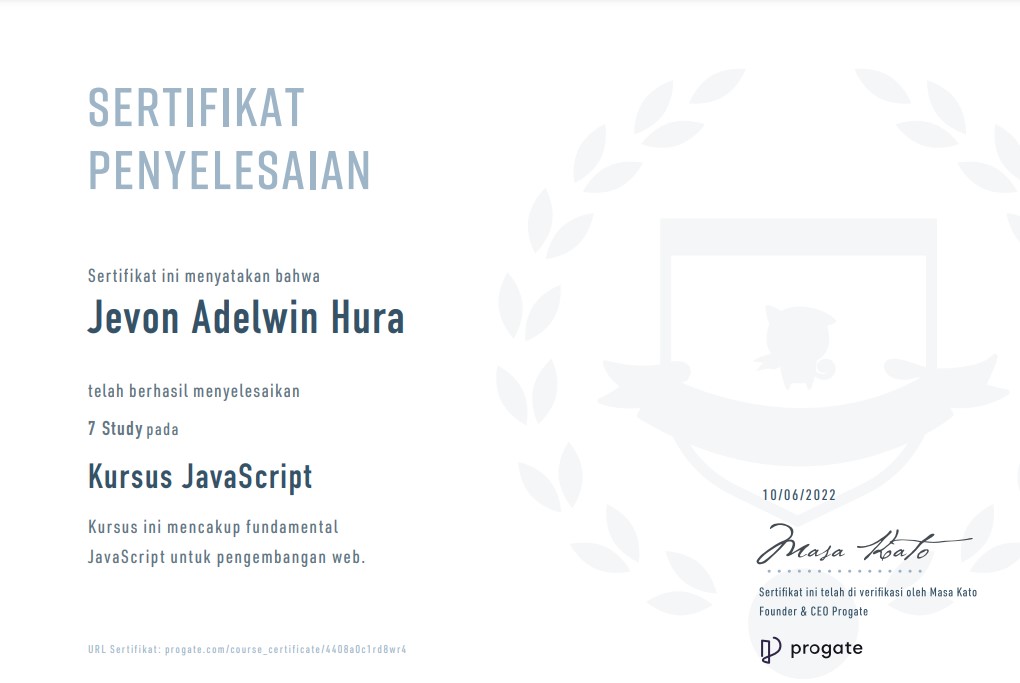 SERTIFIKAT
PENYELESAIAN
Sertifikat ini menyatakan bahwa
Jevon Adelwin Hura
telah berhasil menyelesaikan
7 Study pada
Kursus JavaScript
Kursus ini mencakup fundamental
JavaScript untuk pengembangan web.
URL Sertifikat: progate.com/course_certificate/4408a0c1rd8wr4
10/06/2022
Masa Kato
Sertifikat ini telah di verifikasi oleh Masa Kato
Founder & CEO Progate
progate